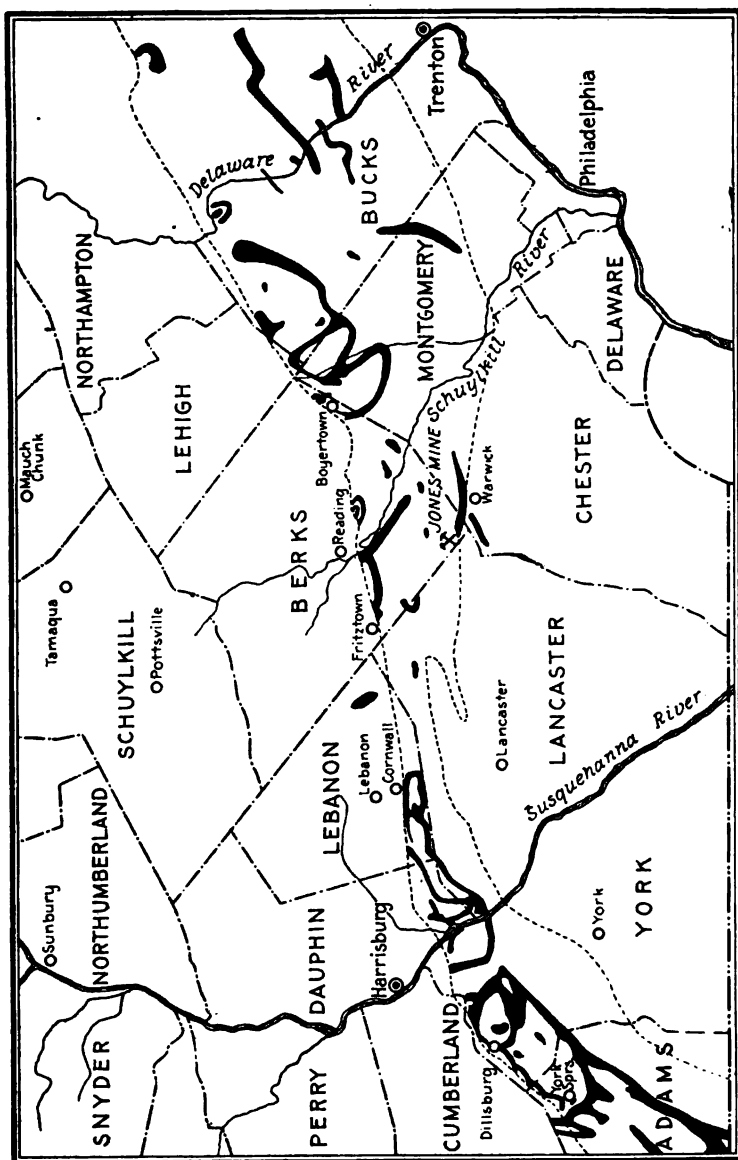 SNYDER
Sunbury
NORTHUMBERLAND
Tamaqua
Mauch
Chunk
NORTHAMPTON
SCHUYLKILL
Pottsville
LEHIGH
Delaware
River
PERRY
DAUPHIN
Harrisburg
LEBANON
Lebanon
Cornwall
BERKS
Reading
Fritztown
Boyertown
BUCKS
Trenton
CUMBERLAND
Dillsburg
York
Sprs.
ADAMS
York
YORK
Susquehanna River
Lancaster
LANCASTER
JONES' MINE
Warwick
CHESTER
Schuylkill
River
MONTGOMERY
DELAWARE
Philadelphia